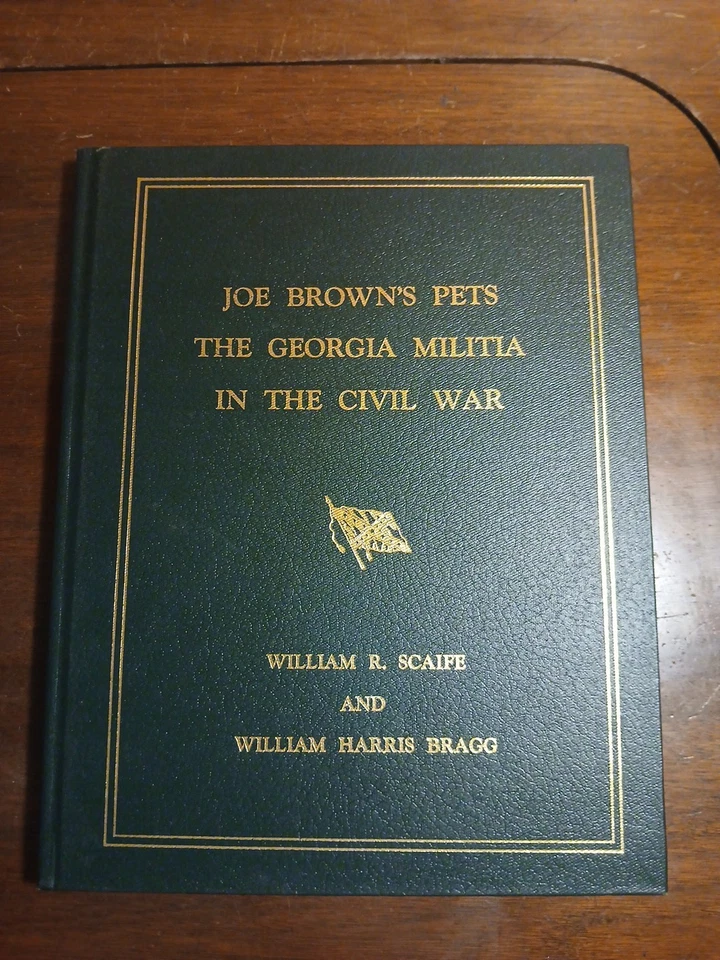 JOE BROWN'S PETS
THE GEORGIA MILITIA
IN THE CIVIL WAR
WILLIAM R. SCAIFE
AND
WILLIAM HARRIS BRAGG